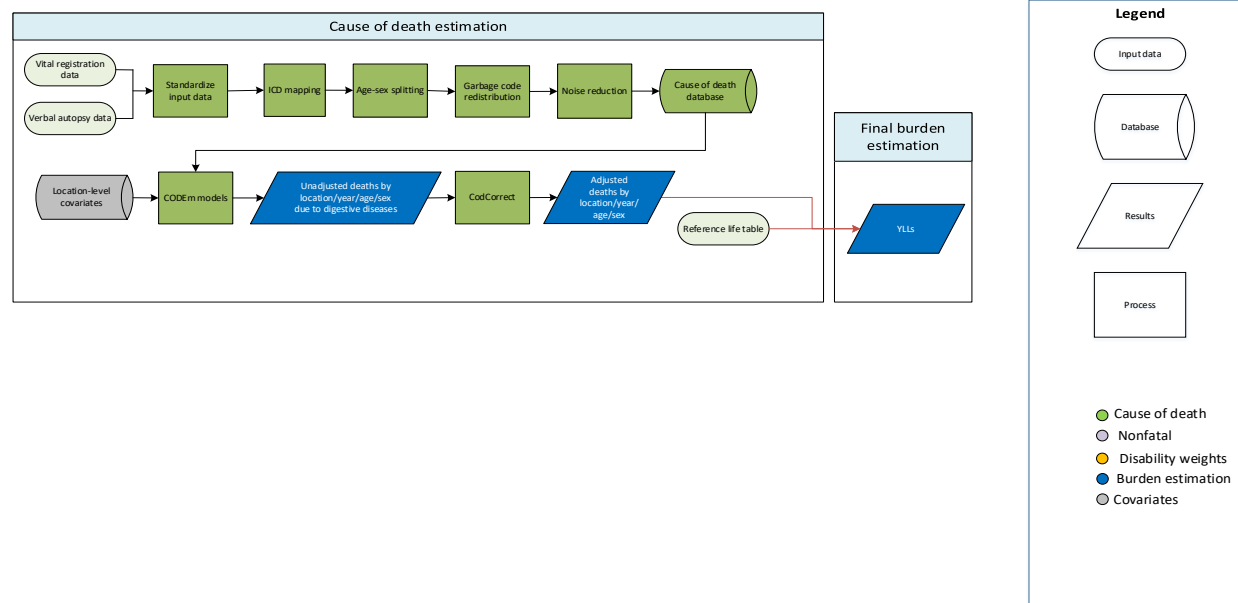 Cause of death estimation
Vital registration
data
Verbal autopsy data
Standardize
input data
ICD mapping
Age-sex splitting
Garbage code
redistribution
Noise reduction
Cause of death
database
Location-level
covariates
CODEm models
Unadjusted deaths by
location/year/age/sex
due to digestive diseases
CodCorrect
Adjusted
deaths by
location/year/
age/sex
Reference life table
Final burden
estimation
YLLs
Legend
Input data
Database
Results
Process
Cause of death
Nonfatal
Disability weights
Burden estimation
Covariates